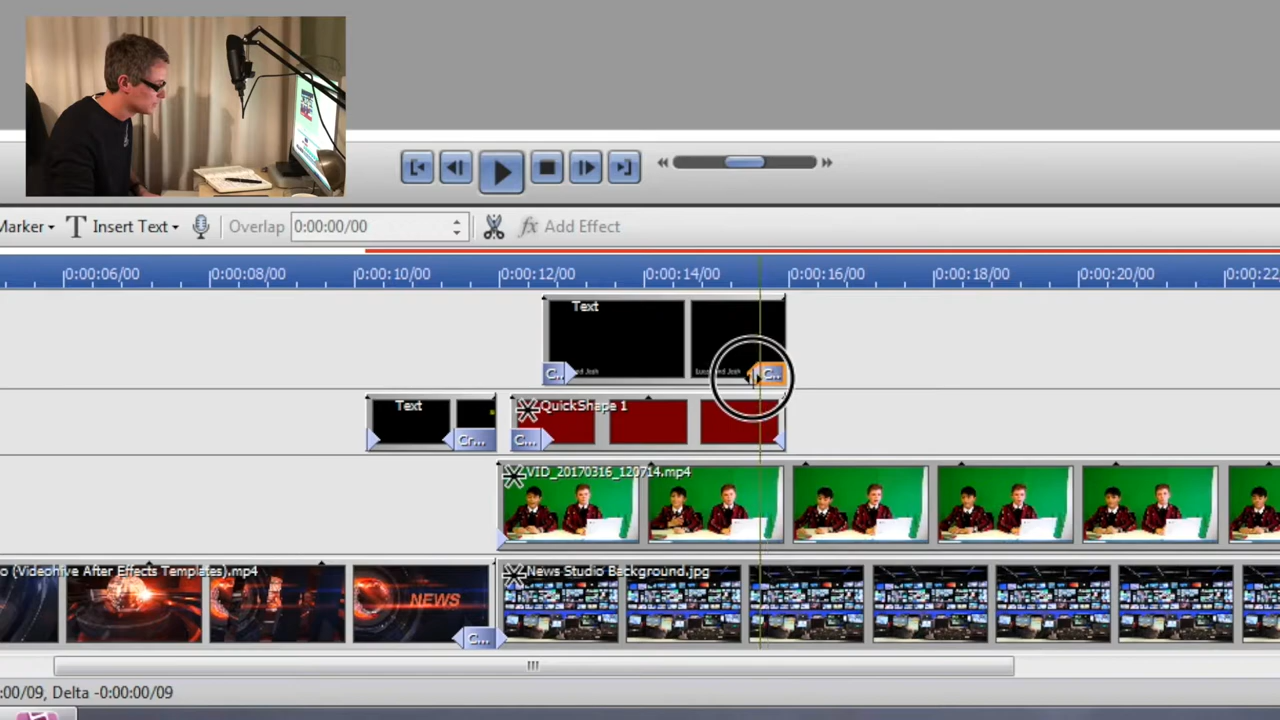 Marker
Insert Text
Overlap
0:00:00/00
fx Add Effect
0:00:06/00
0:00:08/00
0:00:10/00
0:00:12/00
0:00:14/00
0:00:16/00
0:00:18/00
0:00:20/00
0:00:22
Text
C..
C..
Text
QuickShape 1
Cr...
C...
VID_20170316_120714.mp4
o (Videohive After Effects Templates).mp4
News Studio Background.jpg
NEWS
C...
:00/09, Delta -0:00:00/09